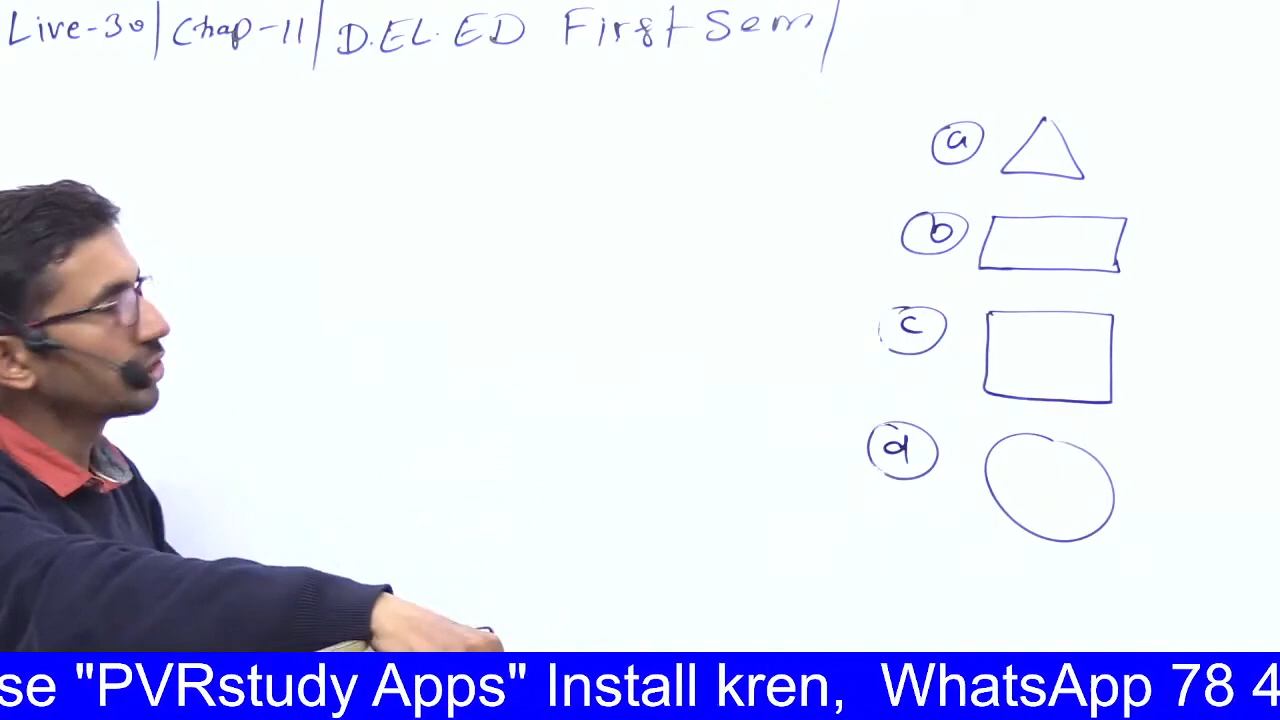 Live-30/Chap-11/D.EL.ED First Sem/
a
b
c
d
se "PVRstudy Apps" Install kren, WhatsApp 78 4